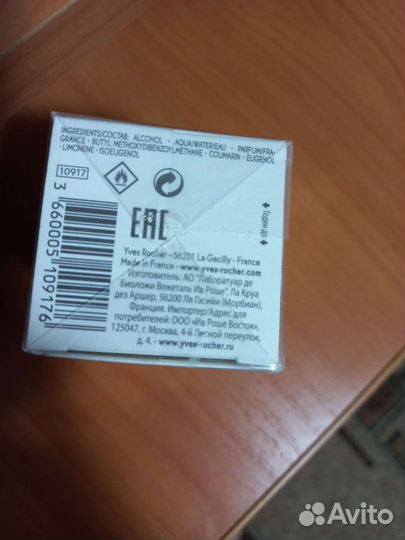 INGREDIENTS/СОСТАВ: ALCOHOL · AQUA/WATER/EAU · PARFUM/FRA-
GRANCE · BUTYL METHOXYDIBENZOYLMETHANE · COUMARIN · EUGENOL
· LIMONENE · ISOEUGENOL
10917
EAC
Годен до
Yves Rocher · 56201 La Gacilly · France
Made in France · www.yves-rocher.com
Изготовитель: АО "Лаборатуар де
Биоложи Вежеталь Ив Роше", Ла Круа
дез Аршер, 56200 Ля Гасийи (Морбиан),
Франция. Импортер/Адрес для
потребителей: ООО «Ив Роше Восток»,
125047, г. Москва, 4-й Лесной переулок,
д. 4. · www.yves-rocher.ru
3 660005 109176
Avito